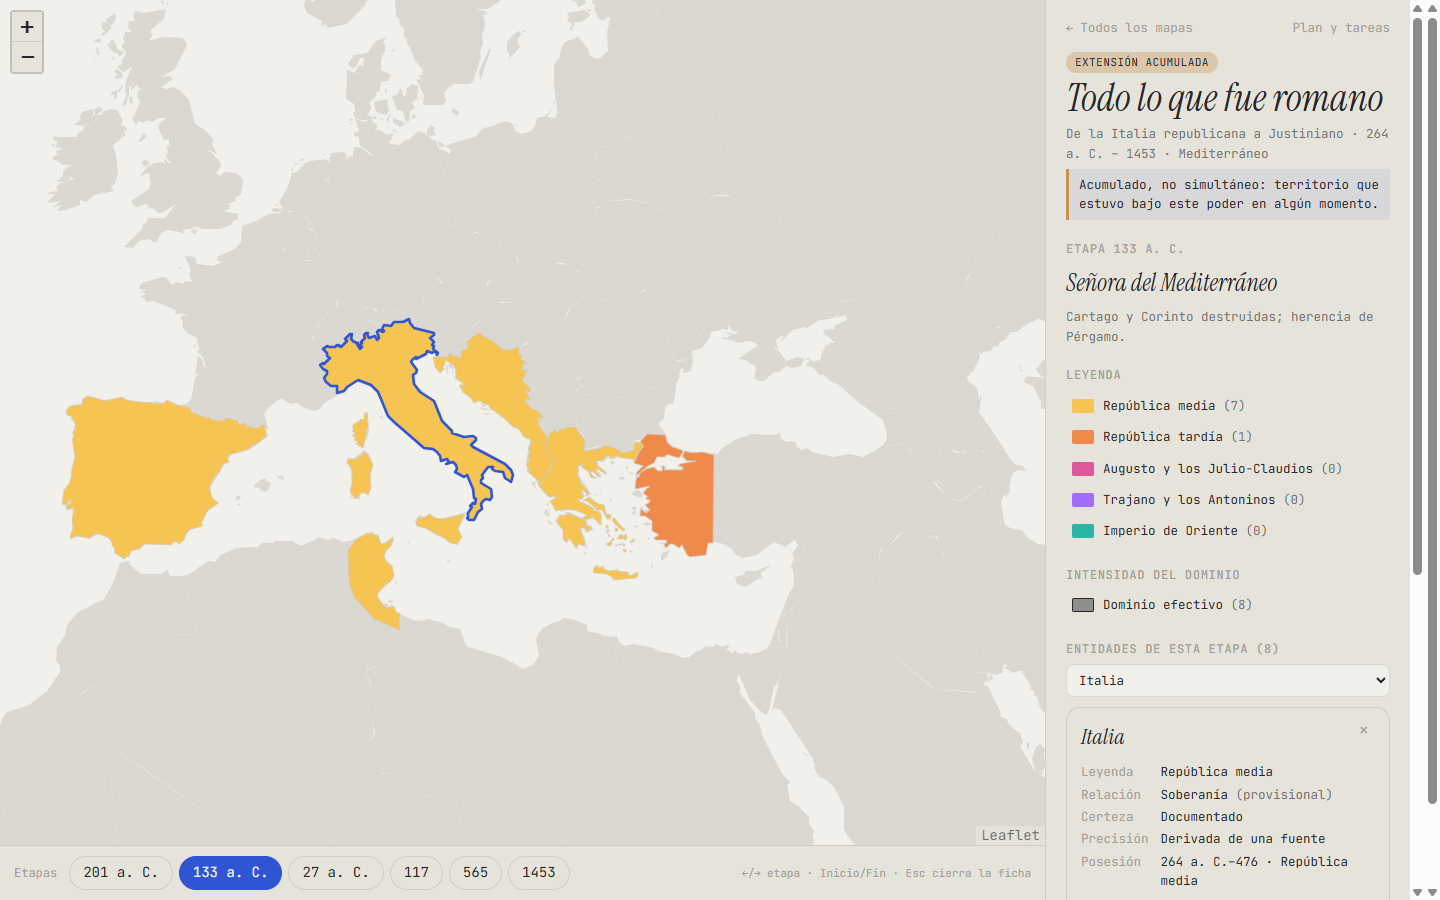 +
−
← Todos los mapas
Plan y tareas
EXTENSIÓN ACUMULADA
Todo lo que fue romano
De la Italia republicana a Justiniano · 264
a. C. – 1453 · Mediterráneo
Acumulado, no simultáneo: territorio que
estuvo bajo este poder en algún momento.
ETAPA 133 A. C.
Señora del Mediterráneo
Cartago y Corinto destruidas; herencia de
Pérgamo.
LEYENDA
República media (7)
República tardía (1)
Augusto y los Julio-Claudios (0)
Trajano y los Antoninos (0)
Imperio de Oriente (0)
INTENSIDAD DEL DOMINIO
Dominio efectivo (8)
ENTIDADES DE ESTA ETAPA (8)
Italia
Italia
×
Leyenda República media
Relación Soberanía (provisional)
Certeza Documentado
Precisión Derivada de una fuente
Posesión 264 a. C.–476 · República
media
Leaflet
Etapas 201 a. C. 133 a. C. 27 a. C. 117 565 1453
←/→ etapa · Inicio/Fin · Esc cierra la ficha